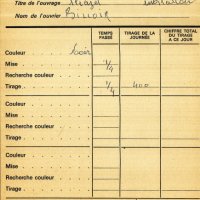 Titre de l'ouvrage
Nom de l'ouvrier
TEMPS PASSÉ TIRAGE DE LA JOURNÉE CHIFFRE TOTAL DU TIRAGE A CE JOUR
Couleur noir
Mise 1/4
Recherche couleur
Tirage 1/4 400
Couleur
Mise
Recherche couleur
Tirage
Couleur
Mise
Recherche couleur
Tirage